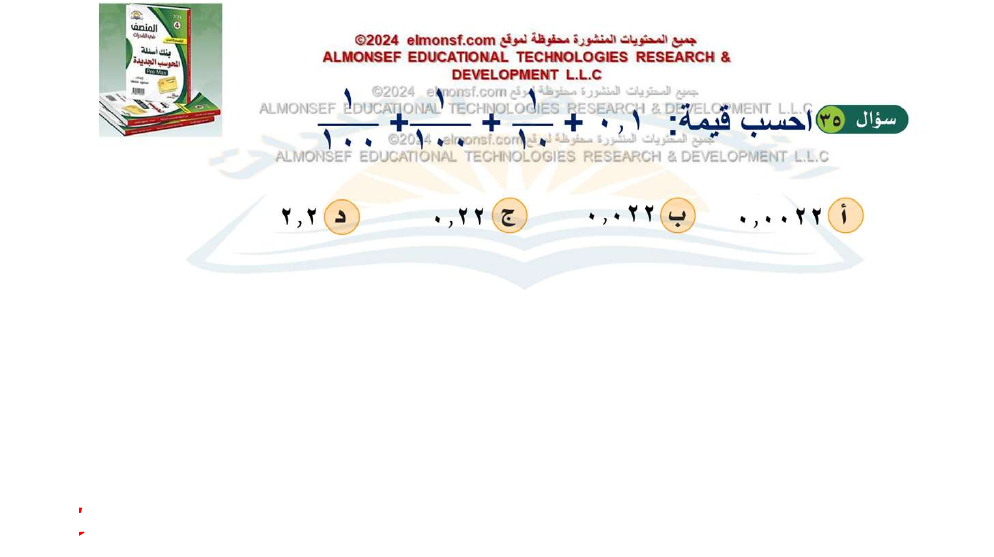 المنصف
في القدرات
بنك أسئلة
المحوسب الجديدة
جميع المحتويات المنشورة محفوظة لموقع elmonsf.com 2024©
ALMONSEF EDUCATIONAL TECHNOLOGIES RESEARCH &
DEVELOPMENT L.L.C
جميع المحتويات المنشورة محفوظة لموقع elmonsf.com 2024©
ALMONSEF EDUCATIONAL TECHNOLOGIES RESEARCH & DEVELOPMENT L.L.C
سؤال ٣٥ احسب قيمة: ٠,١ + ١/١٠ + ١/١٠٠ + ١/١٠٠
جميع المحتويات المنشورة محفوظة لموقع elmonsf.com 2024©
ALMONSEF EDUCATIONAL TECHNOLOGIES RESEARCH & DEVELOPMENT L.L.C
أ ٠,٠٠٢٢ ب ٠,٠٢٢ ج ٠,٢٢ د ٢,٢